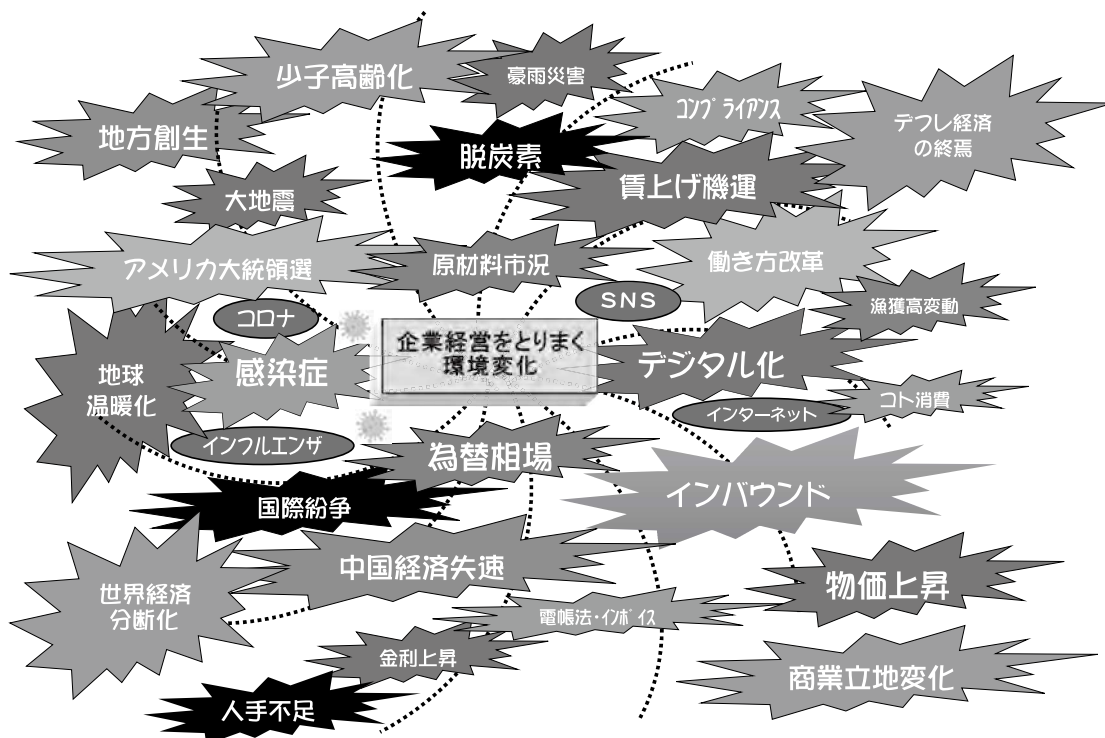 少子高齢化
豪雨災害
コンプライアンス
デフレ経済
の終焉
地方創生
脱炭素
賃上げ機運
大地震
アメリカ大統領選
原材料市況
働き方改革
コロナ
SNS
漁獲高変動
企業経営をとりまく
環境変化
地球
温暖化
感染症
デジタル化
コト消費
インターネット
インフルエンザ
為替相場
インバウンド
国際紛争
中国経済失速
世界経済
分断化
物価上昇
電帳法・インボイス
金利上昇
商業立地変化
人手不足